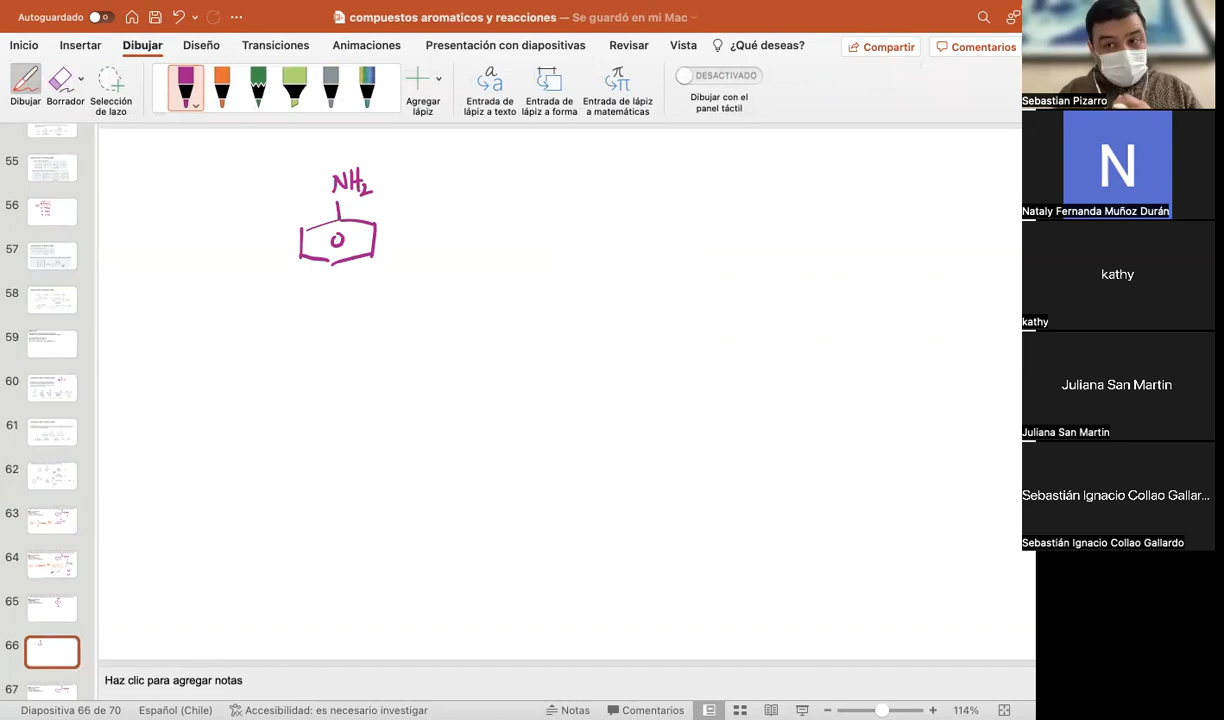 Autoguardado
compuestos aromaticos y reacciones — Se guardó en mi Mac
Inicio Insertar Dibujar Diseño Transiciones Animaciones Presentación con diapositivas Revisar Vista ¿Qué deseas? Compartir Comentarios
Dibujar
Borrador
Selección de lazo
Agregar lápiz
Entrada de lápiz a texto
Entrada de lápiz a forma
Entrada de lápiz a matemáticas
DESACTIVADO
Dibujar con el panel táctil
55
56
57
58
59
60
61
62
63
64
65
66
67
NH2
Haz clic para agregar notas
Diapositiva 66 de 70 Español (Chile) Accesibilidad: es necesario investigar Notas Comentarios 114%
Sebastian Pizarro
N
Nataly Fernanda Muñoz Durán
kathy
kathy
Juliana San Martin
Juliana San Martin
Sebastián Ignacio Collao Gallar...
Sebastián Ignacio Collao Gallardo